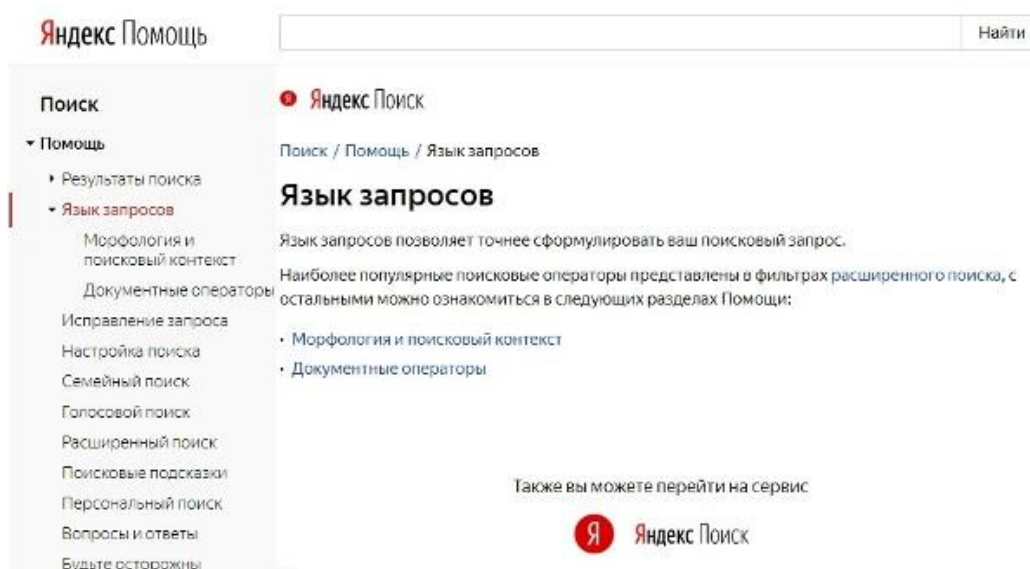 Яндекс Помощь
Найти
Поиск
Помощь
Результаты поиска
Язык запросов
Морфология и
поисковый контекст
Документные операторы
Исправление запроса
Настройка поиска
Семейный поиск
Голосовой поиск
Расширенный поиск
Поисковые подсказки
Персональный поиск
Вопросы и ответы
Будьте осторожны
Я Яндекс Поиск
Поиск / Помощь / Язык запросов
Язык запросов
Язык запросов позволяет точнее сформулировать ваш поисковый запрос.
Наиболее популярные поисковые операторы представлены в фильтрах расширенного поиска, с
остальными можно ознакомиться в следующих разделах Помощи:
• Морфология и поисковый контекст
• Документные операторы
Также вы можете перейти на сервис
Я Яндекс Поиск